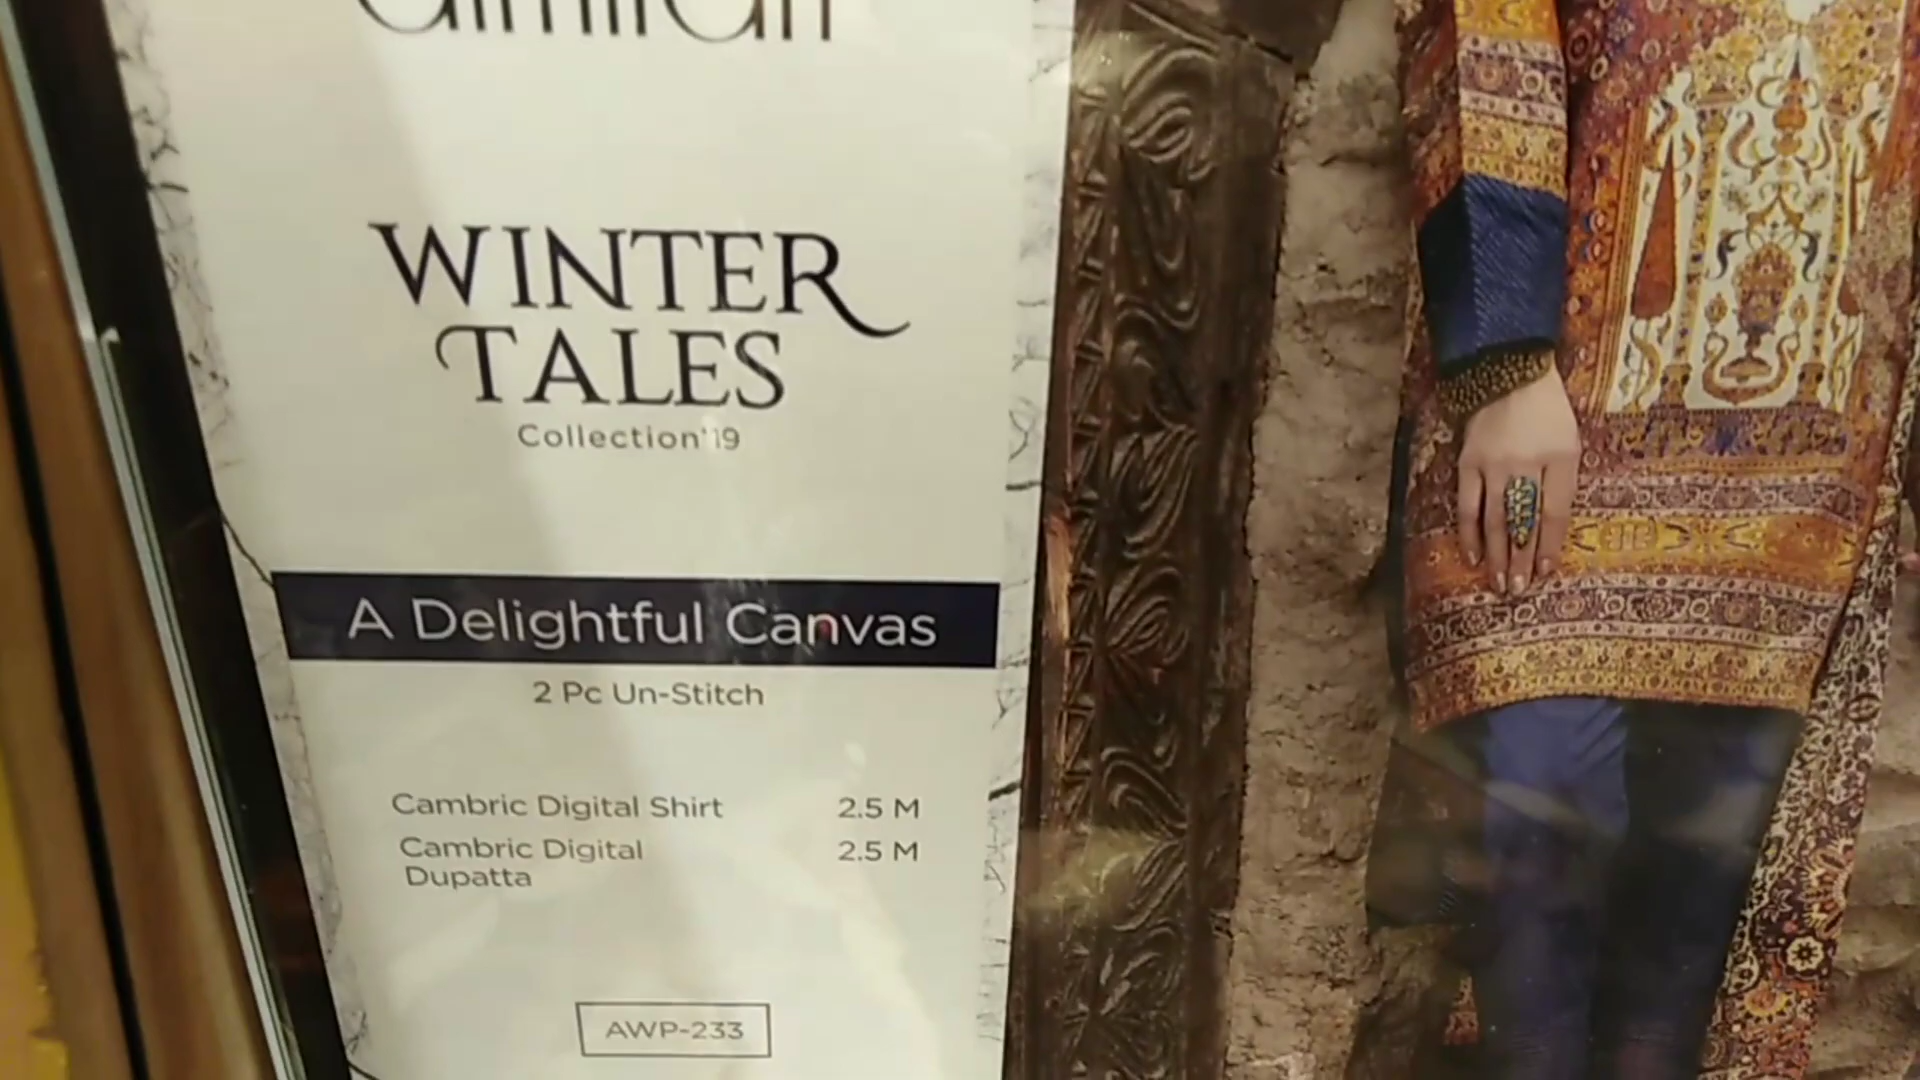 almirah
WINTER
TALES
Collection'19
A Delightful Canvas
2 Pc Un-Stitch
Cambric Digital Shirt 2.5 M
Cambric Digital 2.5 M
Dupatta
AWP-233